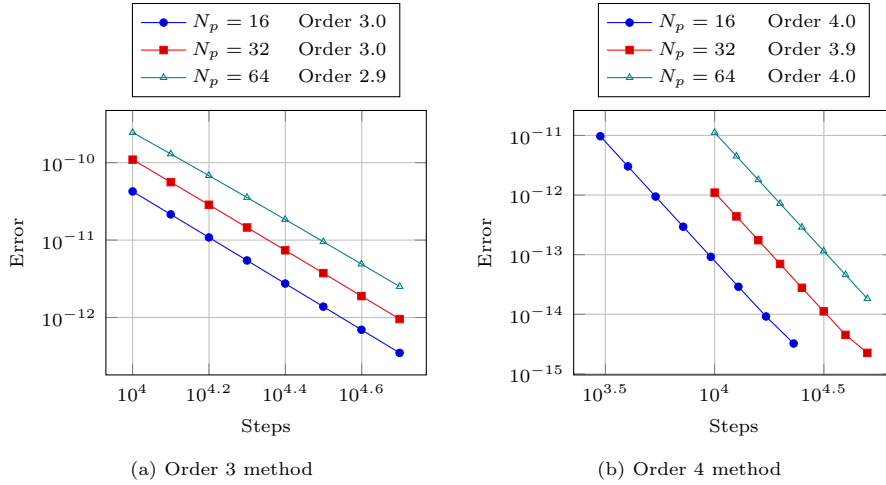 N_p = 16 Order 3.0
N_p = 32 Order 3.0
N_p = 64 Order 2.9
10^−10
10^−11
10^−12
Error
10^4
10^4.2
10^4.4
10^4.6
Steps
(a) Order 3 method
N_p = 16 Order 4.0
N_p = 32 Order 3.9
N_p = 64 Order 4.0
10^−11
10^−12
10^−13
10^−14
10^−15
Error
10^3.5
10^4
10^4.5
Steps
(b) Order 4 method